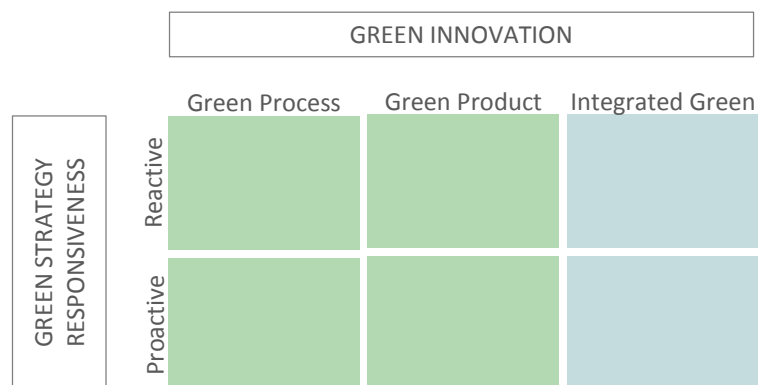 GREEN INNOVATION
Green Process Green Product Integrated Green
GREEN STRATEGY
RESPONSIVENESS
Reactive
Proactive